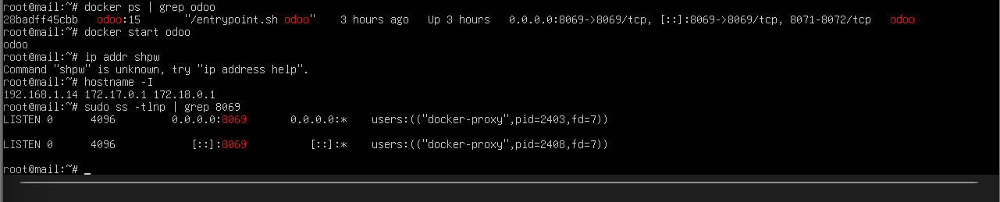 root@mail:~# docker ps | grep odoo
28badff45cbb   odoo:15        "/entrypoint.sh odoo"    3 hours ago   Up 3 hours   0.0.0.0:8069->8069/tcp, [::]:8069->8069/tcp, 8071-8072/tcp   odoo
root@mail:~# docker start odoo
odoo
root@mail:~# ip addr shpw
Command "shpw" is unknown, try "ip address help".
root@mail:~# hostname -I
192.168.1.14 172.17.0.1 172.18.0.1
root@mail:~# sudo ss -tlnp | grep 8069
LISTEN 0      4096         0.0.0.0:8069      0.0.0.0:*    users:(("docker-proxy",pid=2403,fd=7))
LISTEN 0      4096            [::]:8069         [::]:*    users:(("docker-proxy",pid=2408,fd=7))
root@mail:~# _